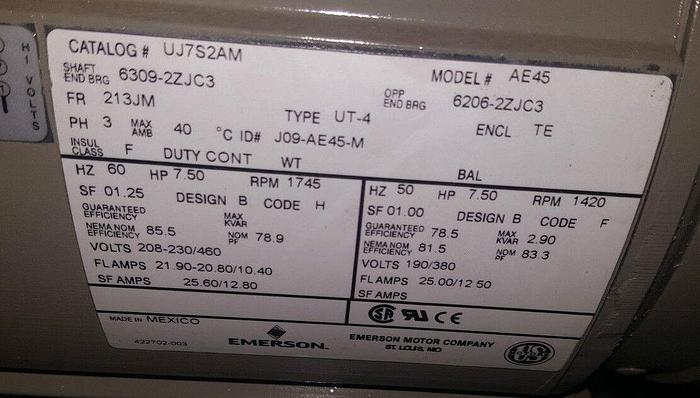 HI VOLTS
CATALOG # UJ7S2AM
MODEL # AE45
SHAFT END BRG 6309-2ZJC3
OPP END BRG 6206-2ZJC3
FR 213JM
TYPE UT-4
ENCL TE
PH 3 MAX AMB 40 °C ID# J09-AE45-M
INSUL CLASS F DUTY CONT WT BAL
HZ 60 HP 7.50 RPM 1745
SF 01.25 DESIGN B CODE H
GUARANTEED EFFICIENCY MAX KVAR
NEMA NOM EFFICIENCY 85.5 NOM PF 78.9
VOLTS 208-230/460
FLAMPS 21.90-20.80/10.40
SF AMPS 25.60/12.80
HZ 50 HP 7.50 RPM 1420
SF 01.00 DESIGN B CODE F
GUARANTEED EFFICIENCY 78.5 MAX KVAR 2.90
NEMA NOM EFFICIENCY 81.5 NOM PF 83.3
VOLTS 190/380
FLAMPS 25.00/12.50
SF AMPS
MADE IN MEXICO
422702-003
EMERSON
EMERSON MOTOR COMPANY
ST. LOUIS, MO
US